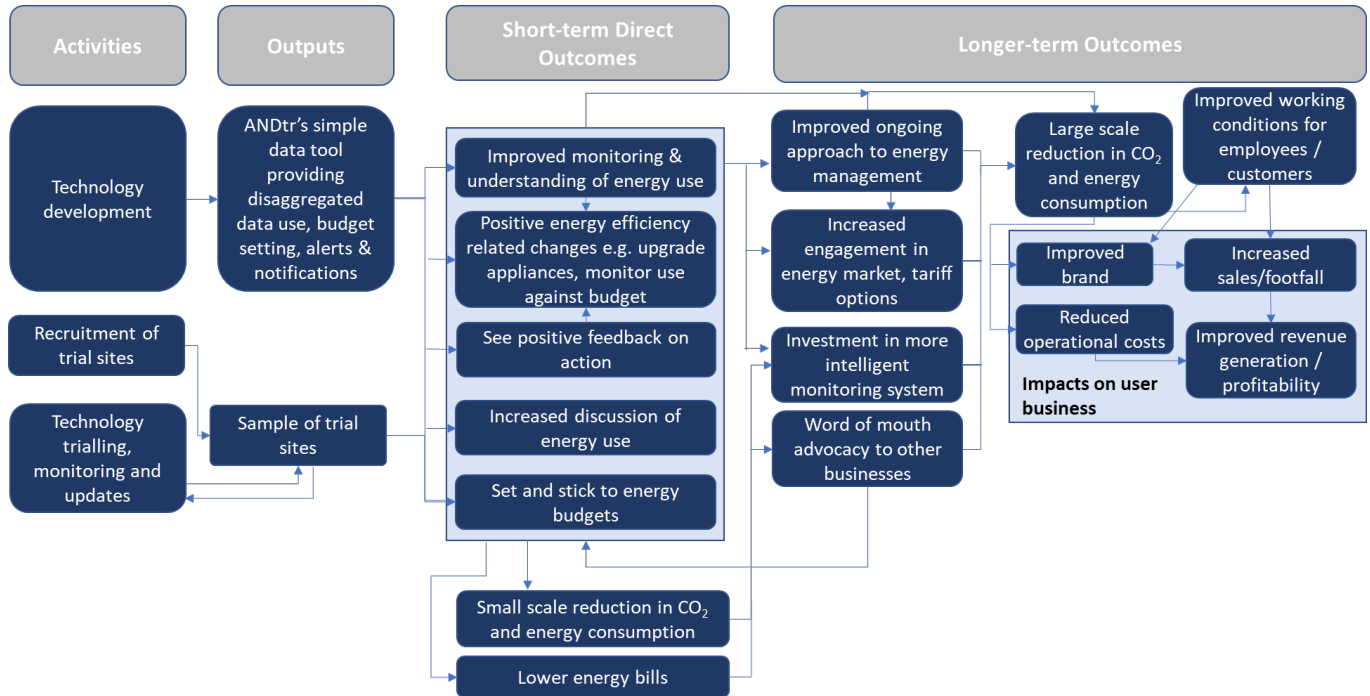 Activities
Outputs
Short-term Direct
Outcomes
Longer-term Outcomes
Technology
development
ANDtr’s simple
data tool
providing
disaggregated
data use, budget
setting, alerts &
notifications
Recruitment of
trial sites
Technology
trialling,
monitoring and
updates
Sample of trial
sites
Improved monitoring &
understanding of energy use
Positive energy efficiency
related changes e.g. upgrade
appliances, monitor use
against budget
See positive feedback on
action
Increased discussion of
energy use
Set and stick to energy
budgets
Small scale reduction in CO₂
and energy consumption
Lower energy bills
Improved ongoing
approach to energy
management
Increased
engagement in
energy market, tariff
options
Investment in more
intelligent
monitoring system
Word of mouth
advocacy to other
businesses
Large scale
reduction in CO₂
and energy
consumption
Improved working
conditions for
employees /
customers
Improved
brand
Increased
sales/footfall
Reduced
operational costs
Improved revenue
generation /
profitability
Impacts on user
business